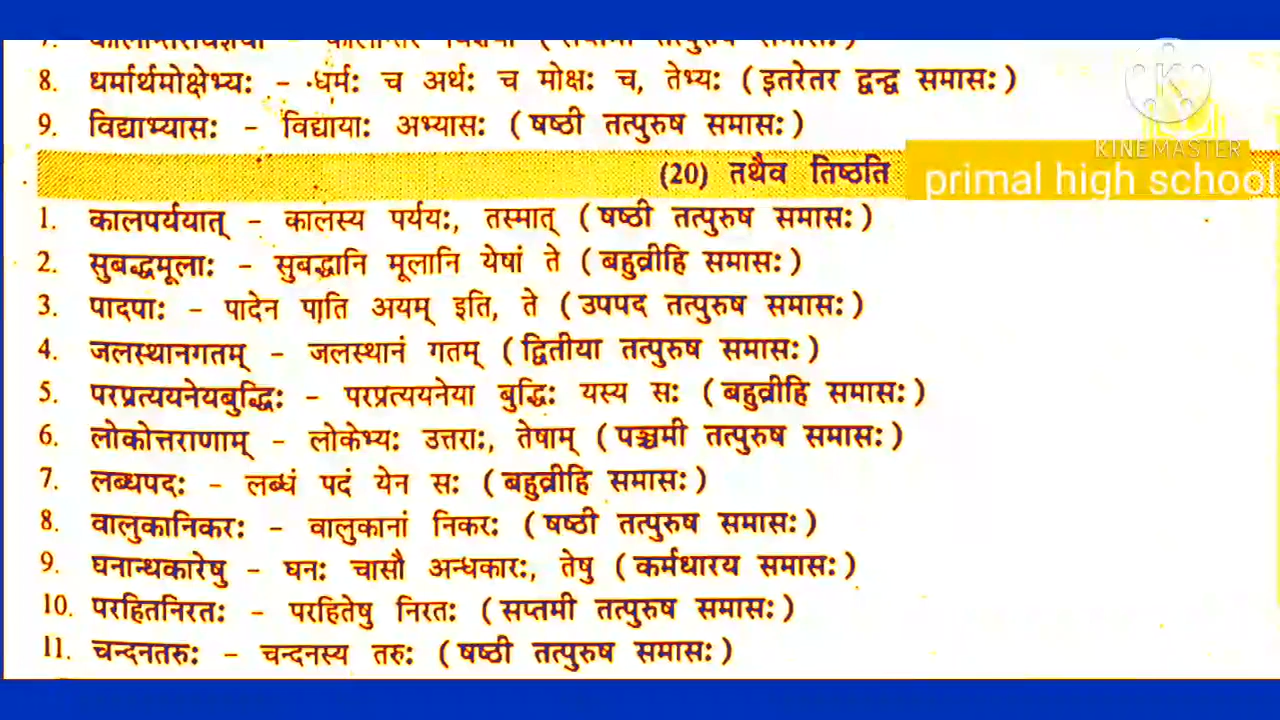 8. धर्मार्थमोक्षेभ्यः - धर्मः च अर्थः च मोक्षः च, तेभ्यः (इतरेतर द्वन्द्व समासः)
9. विद्याभ्यासः - विद्यायाः अभ्यासः (षष्ठी तत्पुरुष समासः)
KINEMASTER
(20) तथैव तिष्ठति
primal high school
1. कालपर्ययात् - कालस्य पर्ययः, तस्मात् (षष्ठी तत्पुरुष समासः)
2. सुबद्धमूलाः - सुबद्धानि मूलानि येषां ते (बहुव्रीहि समासः)
3. पादपाः - पादेन पाति अयम् इति, ते (उपपद तत्पुरुष समासः)
4. जलस्थानगतम् - जलस्थानं गतम् (द्वितीया तत्पुरुष समासः)
5. परप्रत्ययनेयबुद्धिः - परप्रत्ययनेया बुद्धिः यस्य सः (बहुव्रीहि समासः)
6. लोकोत्तराणाम् - लोकेभ्यः उत्तराः, तेषाम् (पञ्चमी तत्पुरुष समासः)
7. लब्धपदः - लब्धं पदं येन सः (बहुव्रीहि समासः)
8. वालुकानिकरः - वालुकानां निकरः (षष्ठी तत्पुरुष समासः)
9. घनान्धकारेषु - घनः चासौ अन्धकारः, तेषु (कर्मधारय समासः)
10. परहितनिरतः - परहितेषु निरतः (सप्तमी तत्पुरुष समासः)
11. चन्दनतरुः - चन्दनस्य तरुः (षष्ठी तत्पुरुष समासः)